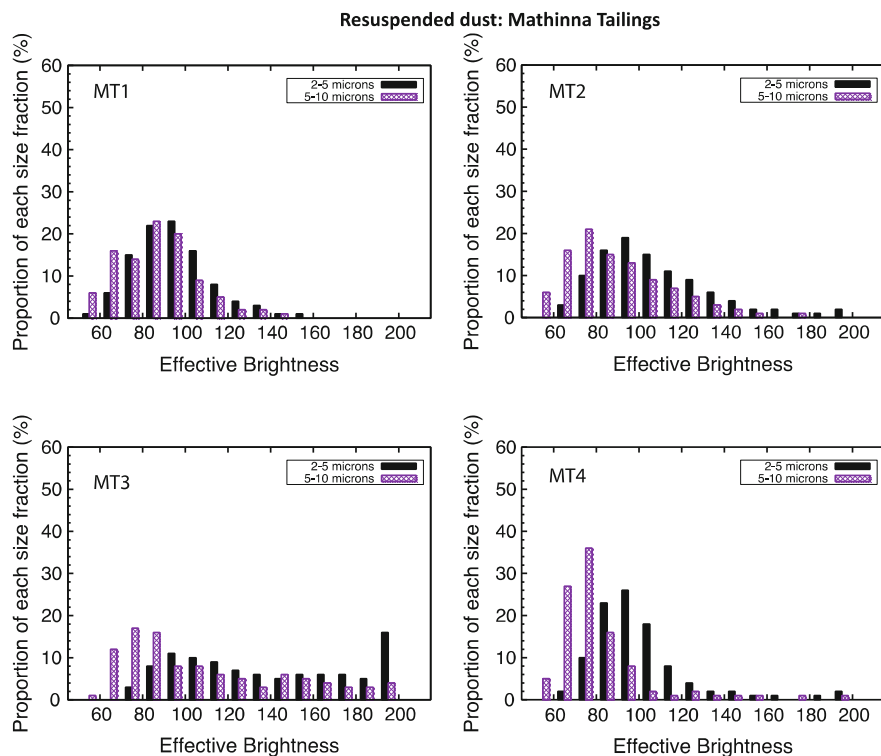 Resuspended dust: Mathinna Tailings
Proportion of each size fraction (%)
60
50
40
30
20
10
0
MT1
2-5 microns
5-10 microns
60 80 100 120 140 160 180 200
Effective Brightness
Proportion of each size fraction (%)
60
50
40
30
20
10
0
MT2
2-5 microns
5-10 microns
60 80 100 120 140 160 180 200
Effective Brightness
Proportion of each size fraction (%)
60
50
40
30
20
10
0
MT3
2-5 microns
5-10 microns
60 80 100 120 140 160 180 200
Effective Brightness
Proportion of each size fraction (%)
60
50
40
30
20
10
0
MT4
2-5 microns
5-10 microns
60 80 100 120 140 160 180 200
Effective Brightness